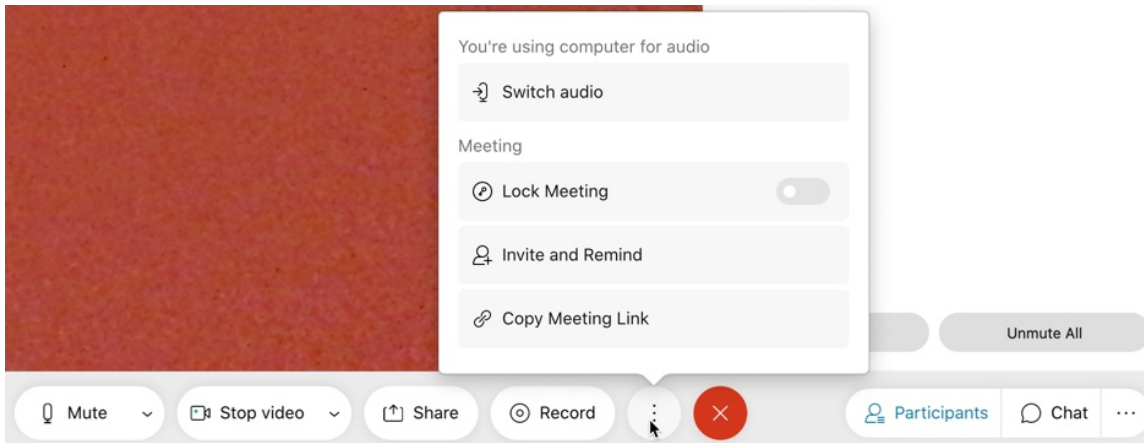 You're using computer for audio
Switch audio
Meeting
Lock Meeting
Invite and Remind
Copy Meeting Link
Unmute All
Mute
Stop video
Share
Record
Participants
Chat